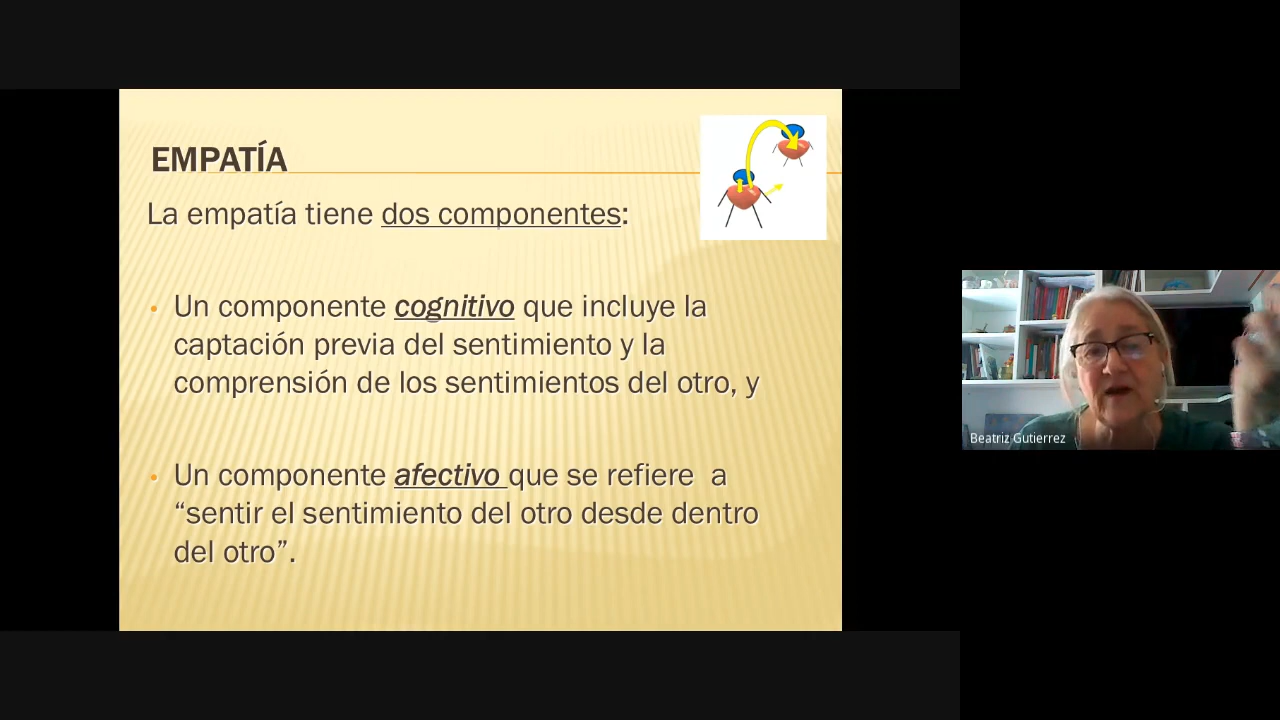 EMPATÍA
La empatía tiene dos componentes:
• Un componente cognitivo que incluye la
captación previa del sentimiento y la
comprensión de los sentimientos del otro, y
• Un componente afectivo que se refiere a
“sentir el sentimiento del otro desde dentro
del otro”.
Beatriz Gutierrez